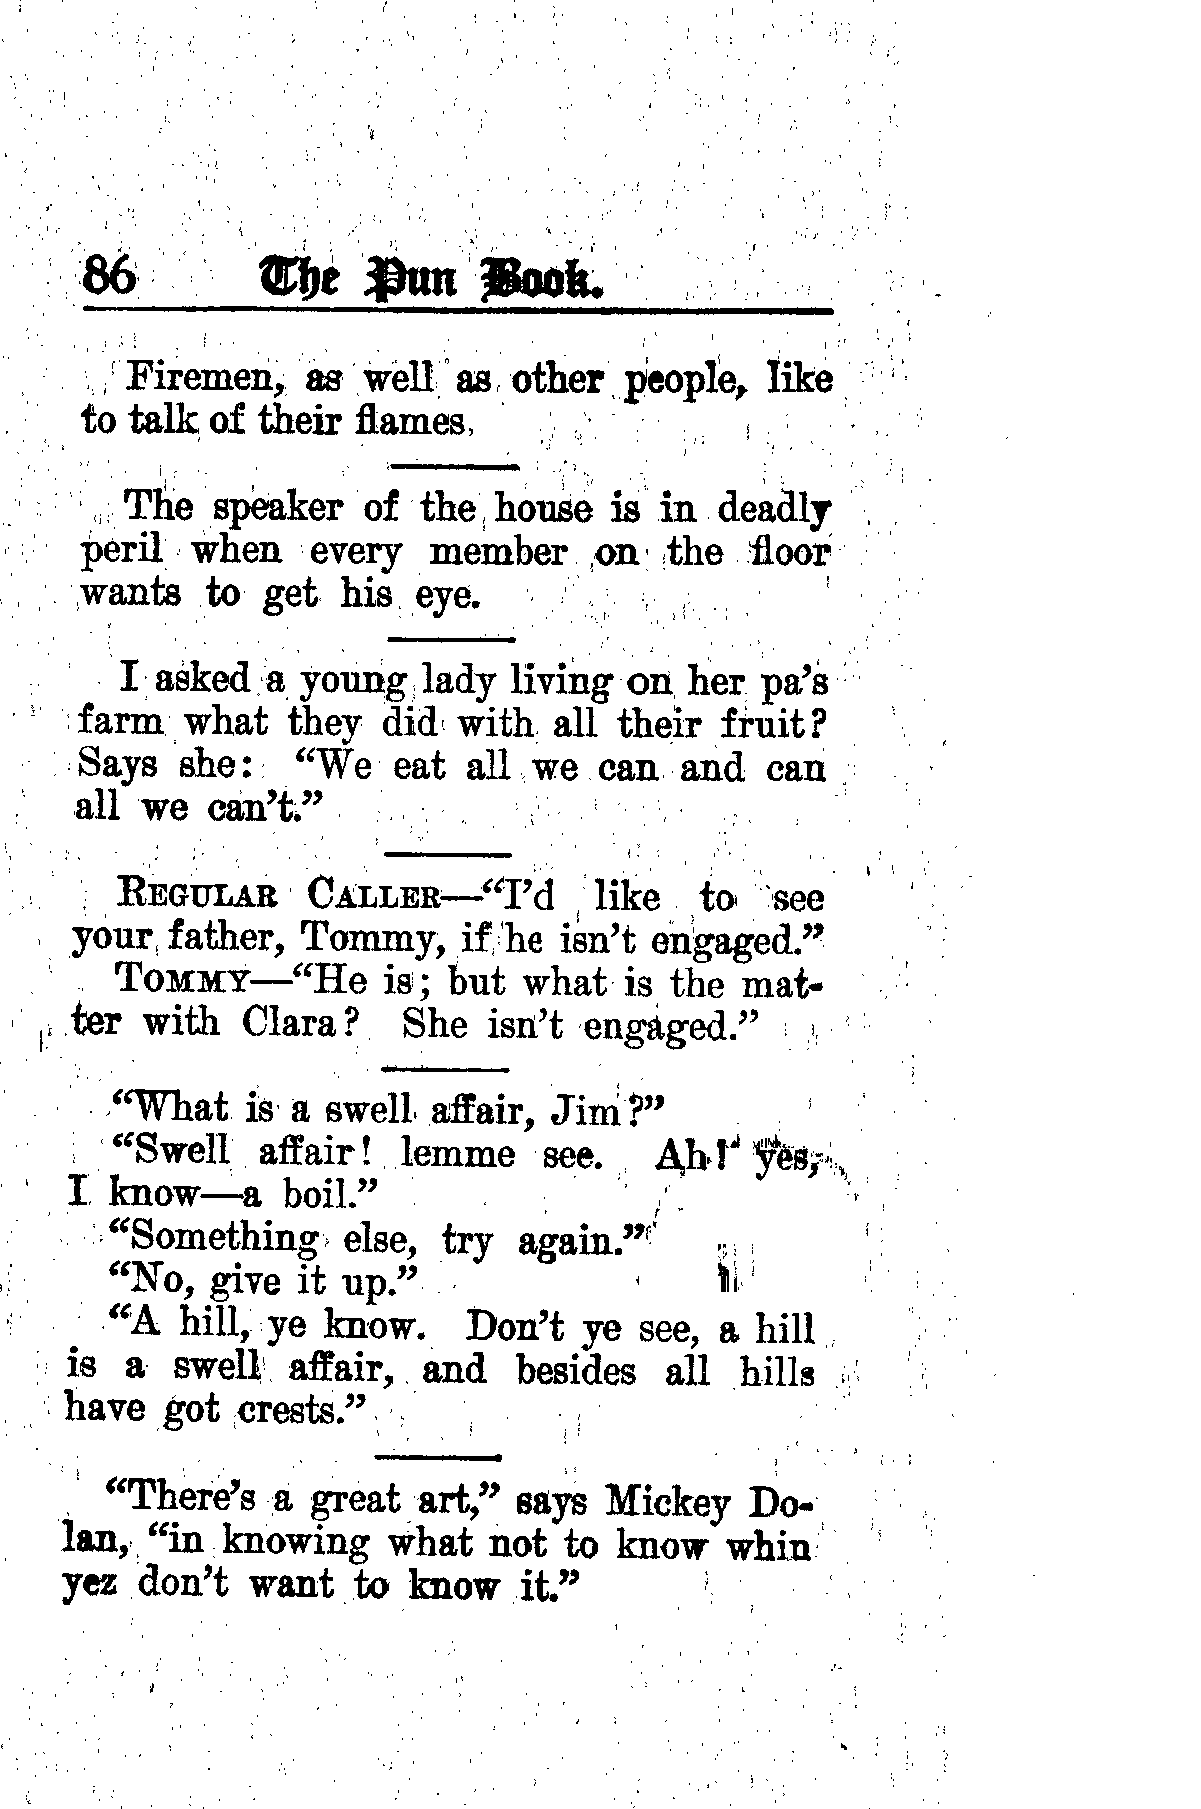 86 The Pun Book.
Firemen, as well as other people, like
to talk of their flames.
The speaker of the house is in deadly
peril when every member on the floor
wants to get his eye.
I asked a young lady living on her pa's
farm what they did with all their fruit?
Says she: "We eat all we can and can
all we can't."
REGULAR CALLER—"I'd like to see
your father, Tommy, if he isn't engaged."
TOMMY—"He is; but what is the mat-
ter with Clara? She isn't engaged."
"What is a swell affair, Jim?"
"Swell affair! lemme see. Ah! yes,
I know—a boil."
"Something else, try again."
"No, give it up."
"A hill, ye know. Don't ye see, a hill
is a swell affair, and besides all hills
have got crests."
"There's a great art," says Mickey Do-
lan, "in knowing what not to know whin
yez don't want to know it."